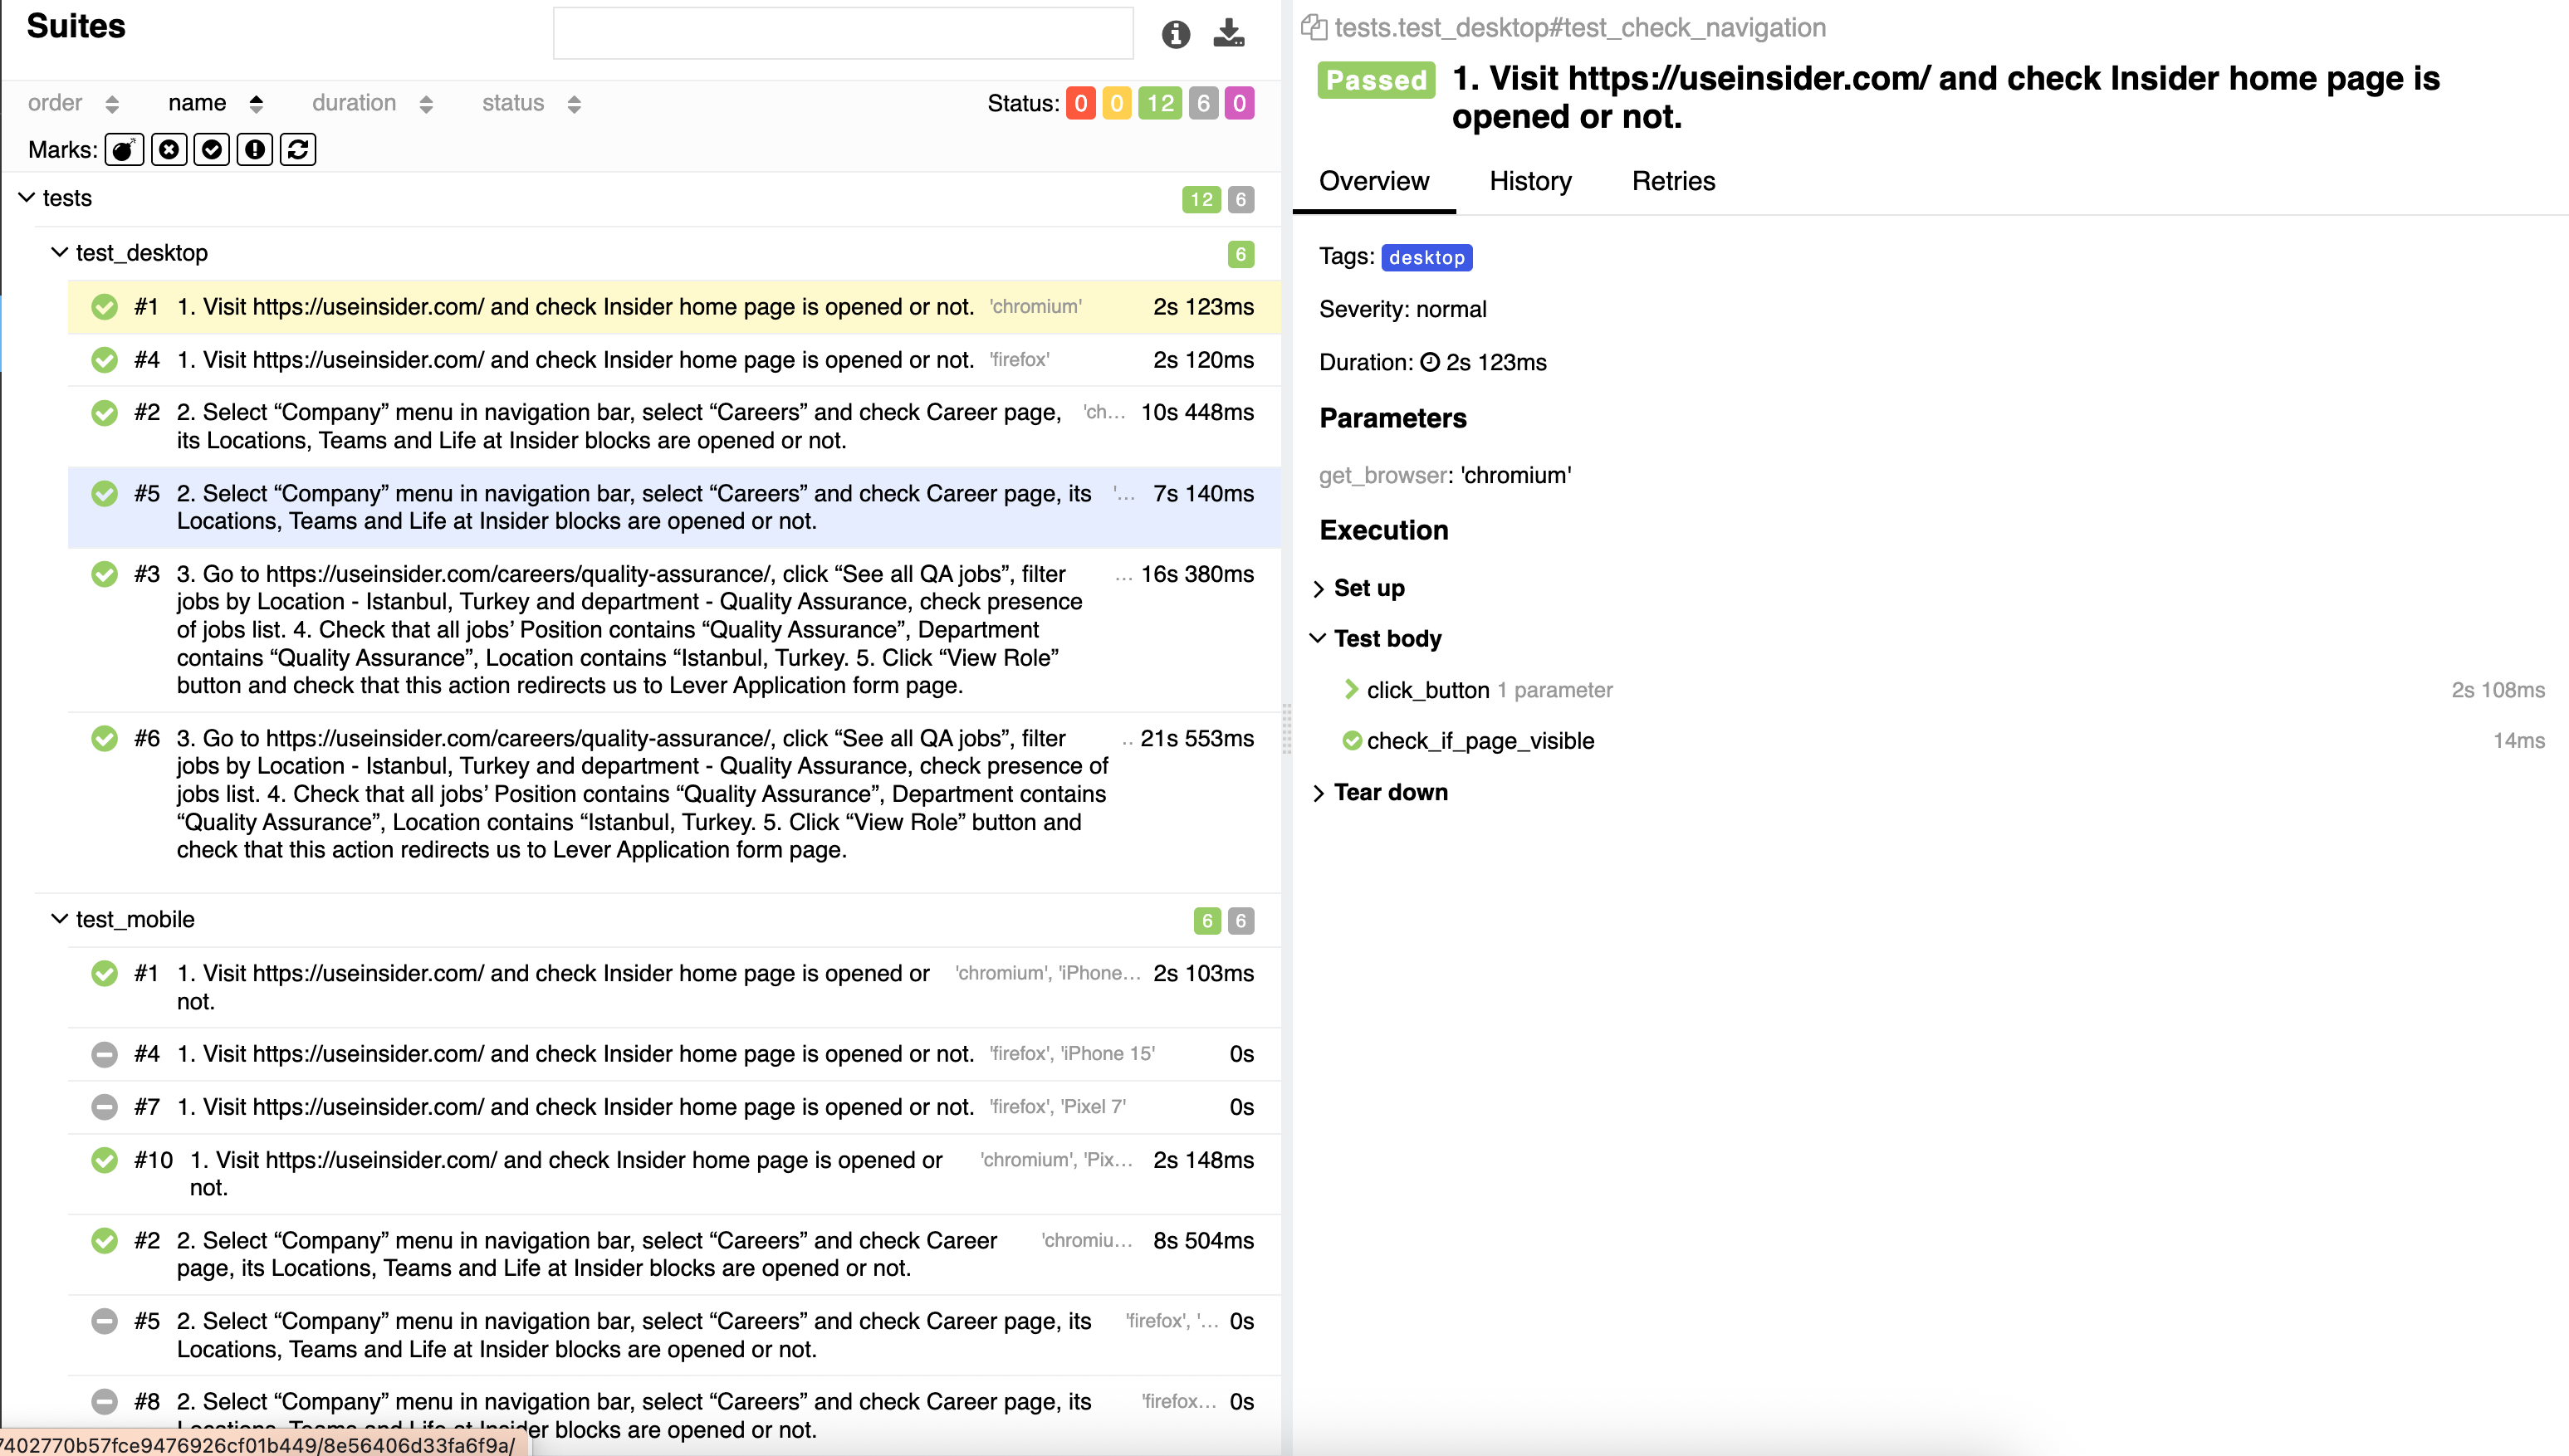 Suites
order name duration status Status: 0 0 12 6 0
Marks:
tests 12 6
test_desktop 6
#1 1. Visit https://useinsider.com/ and check Insider home page is opened or not. 'chromium' 2s 123ms
#4 1. Visit https://useinsider.com/ and check Insider home page is opened or not. 'firefox' 2s 120ms
#2 2. Select “Company” menu in navigation bar, select “Careers” and check Career page, 'ch... 10s 448ms
its Locations, Teams and Life at Insider blocks are opened or not.
#5 2. Select “Company” menu in navigation bar, select “Careers” and check Career page, its '... 7s 140ms
Locations, Teams and Life at Insider blocks are opened or not.
#3 3. Go to https://useinsider.com/careers/quality-assurance/, click “See all QA jobs”, filter ... 16s 380ms
jobs by Location - Istanbul, Turkey and department - Quality Assurance, check presence
of jobs list. 4. Check that all jobs’ Position contains “Quality Assurance”, Department
contains “Quality Assurance”, Location contains “Istanbul, Turkey. 5. Click “View Role”
button and check that this action redirects us to Lever Application form page.
#6 3. Go to https://useinsider.com/careers/quality-assurance/, click “See all QA jobs”, filter .. 21s 553ms
jobs by Location - Istanbul, Turkey and department - Quality Assurance, check presence of
jobs list. 4. Check that all jobs’ Position contains “Quality Assurance”, Department contains
“Quality Assurance”, Location contains “Istanbul, Turkey. 5. Click “View Role” button and
check that this action redirects us to Lever Application form page.
test_mobile 6 6
#1 1. Visit https://useinsider.com/ and check Insider home page is opened or 'chromium', 'iPhone... 2s 103ms
not.
#4 1. Visit https://useinsider.com/ and check Insider home page is opened or not. 'firefox', 'iPhone 15' 0s
#7 1. Visit https://useinsider.com/ and check Insider home page is opened or not. 'firefox', 'Pixel 7' 0s
#10 1. Visit https://useinsider.com/ and check Insider home page is opened or 'chromium', 'Pix... 2s 148ms
not.
#2 2. Select “Company” menu in navigation bar, select “Careers” and check Career 'chromiu... 8s 504ms
page, its Locations, Teams and Life at Insider blocks are opened or not.
#5 2. Select “Company” menu in navigation bar, select “Careers” and check Career page, its 'firefox', '... 0s
Locations, Teams and Life at Insider blocks are opened or not.
#8 2. Select “Company” menu in navigation bar, select “Careers” and check Career page, its 'firefox... 0s
Locations, Teams and Life at Insider blocks are opened or not.
7402770b57fce9476926cf01b449/8e56406d33fa6f9a/
tests.test_desktop#test_check_navigation
Passed 1. Visit https://useinsider.com/ and check Insider home page is
opened or not.
Overview History Retries
Tags: desktop
Severity: normal
Duration: 2s 123ms
Parameters
get_browser: 'chromium'
Execution
Set up
Test body
click_button 1 parameter 2s 108ms
check_if_page_visible 14ms
Tear down